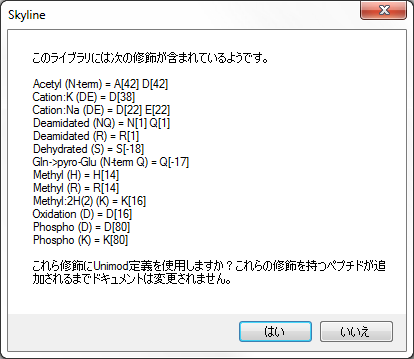 Skyline
このライブラリには次の修飾が含まれているようです。
Acetyl (N-term) = A[42] D[42]
Cation:K (DE) = D[38]
Cation:Na (DE) = D[22] E[22]
Deamidated (NQ) = N[1] Q[1]
Deamidated (R) = R[1]
Dehydrated (S) = S[-18]
Gln->pyro-Glu (N-term Q) = Q[-17]
Methyl (H) = H[14]
Methyl (R) = R[14]
Methyl:2H(2) (K) = K[16]
Oxidation (D) = D[16]
Phospho (D) = D[80]
Phospho (K) = K[80]
これら修飾にUnimod定義を使用しますか？これらの修飾を持つペプチドが追
加されるまでドキュメントは変更されません。
はい
いいえ